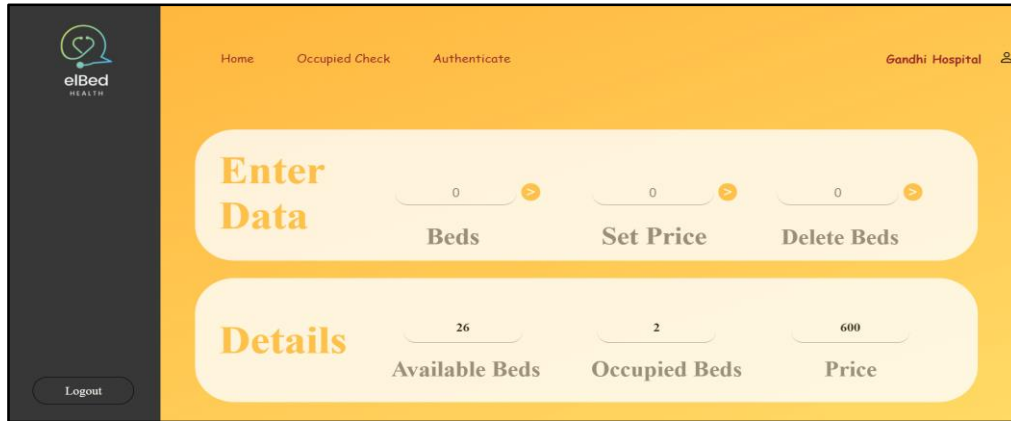 elBed
HEALTH
Home Occupied Check Authenticate Gandhi Hospital
Enter
Data
0 > 0 > 0 >
Beds Set Price Delete Beds
Details
26 2 600
Available Beds Occupied Beds Price
Logout